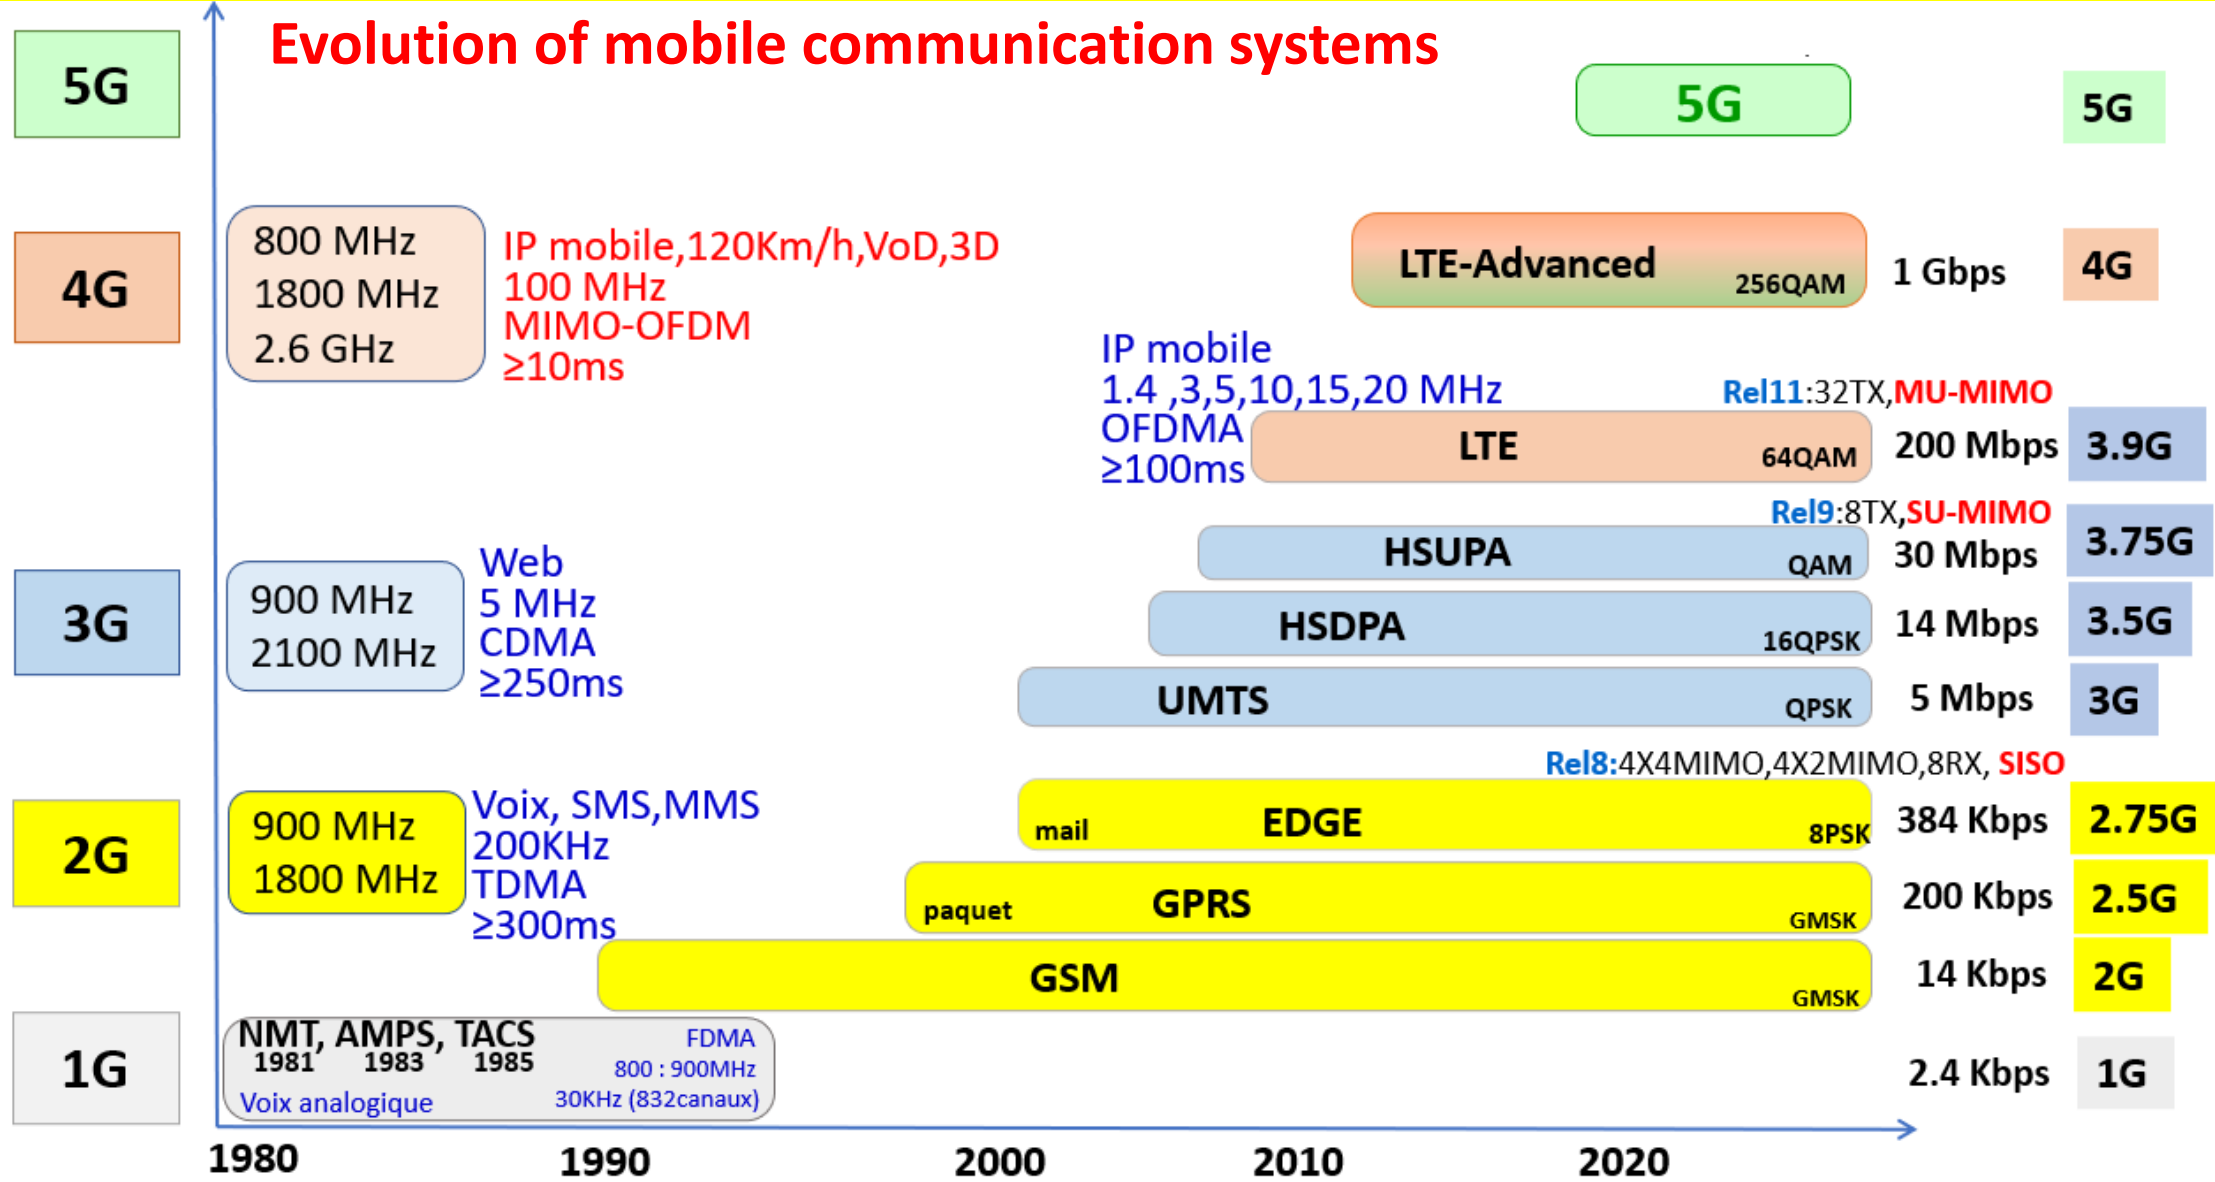 Evolution of mobile communication systems
5G
5G
5G
4G
800 MHz
1800 MHz
2.6 GHz
IP mobile,120Km/h,VoD,3D
100 MHz
MIMO-OFDM
≥10ms
LTE-Advanced
256QAM
1 Gbps
4G
IP mobile
1.4 ,3,5,10,15,20 MHz
OFDMA
≥100ms
Rel11:32TX,MU-MIMO
LTE
64QAM
200 Mbps
3.9G
Rel9:8TX,SU-MIMO
HSUPA
QAM
30 Mbps
3.75G
3G
900 MHz
2100 MHz
Web
5 MHz
CDMA
≥250ms
HSDPA
16QPSK
14 Mbps
3.5G
UMTS
QPSK
5 Mbps
3G
Rel8:4X4MIMO,4X2MIMO,8RX, SISO
2G
900 MHz
1800 MHz
Voix, SMS,MMS
200KHz
TDMA
≥300ms
mail
EDGE
8PSK
384 Kbps
2.75G
paquet
GPRS
GMSK
200 Kbps
2.5G
GSM
GMSK
14 Kbps
2G
1G
NMT, AMPS, TACS
1981 1983 1985
Voix analogique
FDMA
800 : 900MHz
30KHz (832canaux)
2.4 Kbps
1G
1980 1990 2000 2010 2020